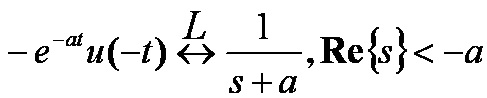 -e^{-at}u(-t) \overset{L}{\leftrightarrow} \frac{1}{s+a}, Re{s} < -a